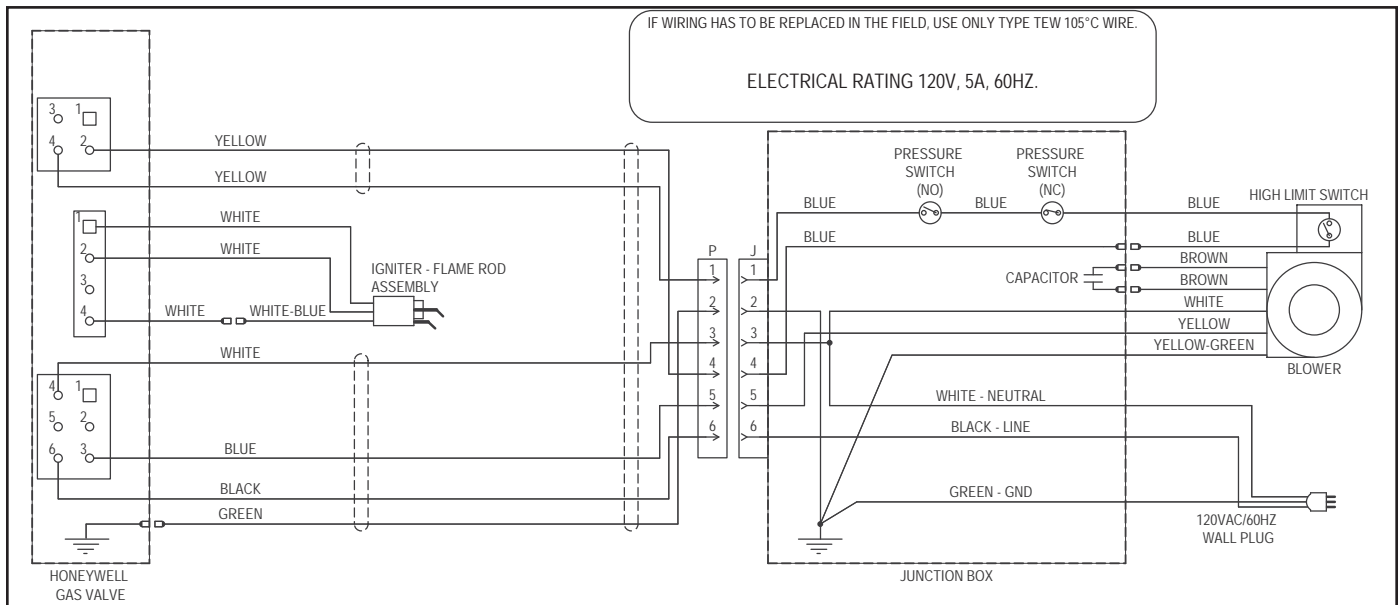 IF WIRING HAS TO BE REPLACED IN THE FIELD, USE ONLY TYPE TEW 105°C WIRE.
ELECTRICAL RATING 120V, 5A, 60HZ.
3 1
4 2
YELLOW
YELLOW
1
2
3
4
WHITE
WHITE
WHITE
WHITE-BLUE
IGNITER - FLAME ROD
ASSEMBLY
4 1
5 2
6 3
WHITE
BLUE
BLACK
GREEN
HONEYWELL
GAS VALVE
P J
1 1
2 2
3 3
4 4
5 5
6 6
PRESSURE
SWITCH
(NO)
PRESSURE
SWITCH
(NC)
BLUE
BLUE
BLUE
HIGH LIMIT SWITCH
BLUE
BLUE
CAPACITOR
BROWN
BROWN
WHITE
YELLOW
YELLOW-GREEN
BLOWER
WHITE - NEUTRAL
BLACK - LINE
GREEN - GND
120VAC/60HZ
WALL PLUG
JUNCTION BOX